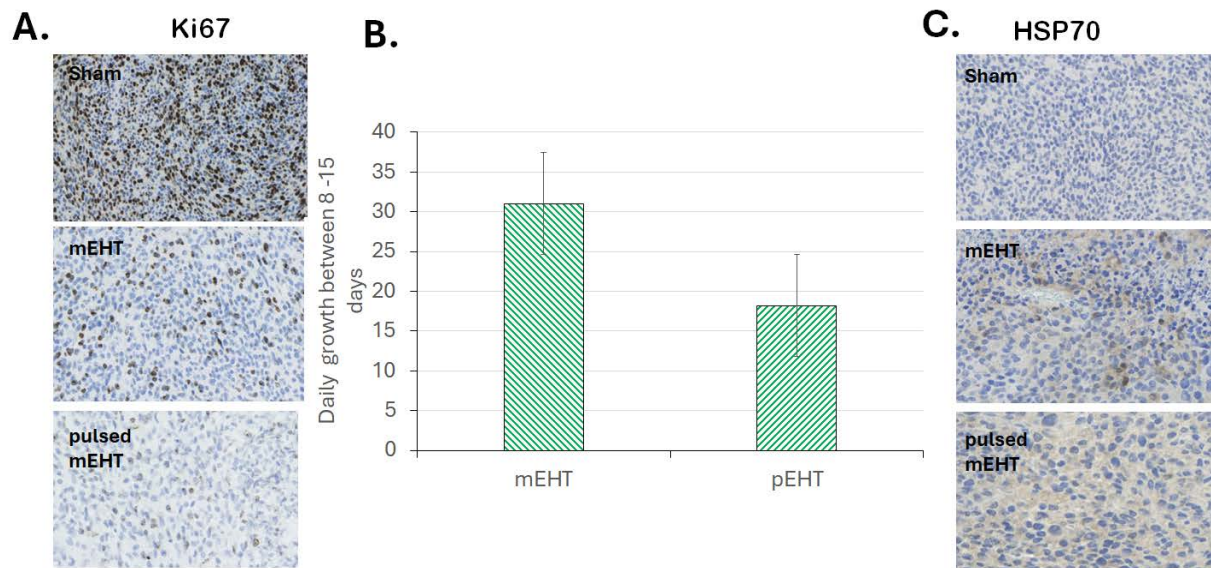 A.
Ki67
Sham
mEHT
pulsed
mEHT
B.
Daily growth between 8 -15
days
40
35
30
25
20
15
10
5
0
mEHT
pEHT
C.
HSP70
Sham
mEHT
pulsed
mEHT